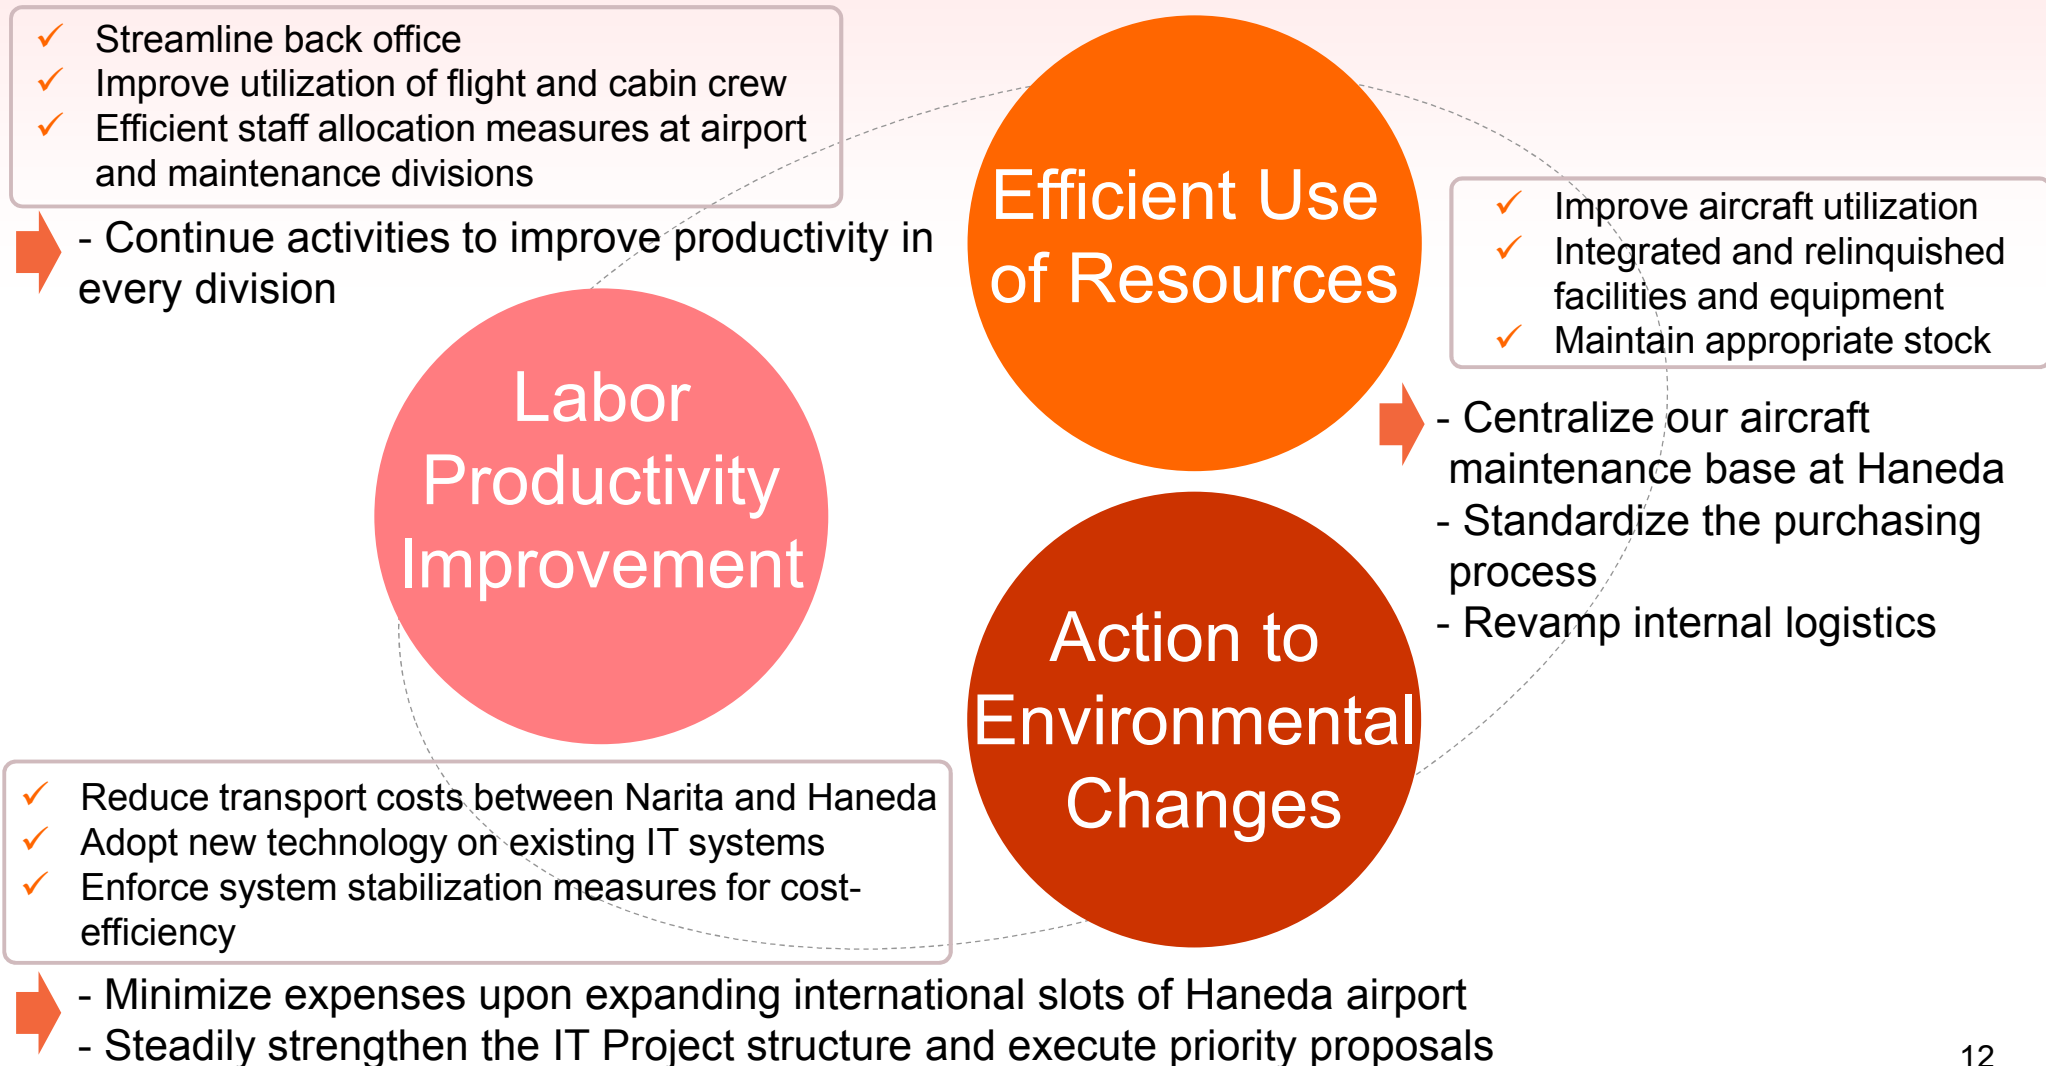 Streamline back office
Improve utilization of flight and cabin crew
Efficient staff allocation measures at airport
and maintenance divisions
- Continue activities to improve productivity in
every division
Labor
Productivity
Improvement
Efficient Use
of Resources
Improve aircraft utilization
Integrated and relinquished
facilities and equipment
Maintain appropriate stock
- Centralize our aircraft
maintenance base at Haneda
- Standardize the purchasing
process
- Revamp internal logistics
Action to
Environmental
Changes
Reduce transport costs between Narita and Haneda
Adopt new technology on existing IT systems
Enforce system stabilization measures for cost-
efficiency
- Minimize expenses upon expanding international slots of Haneda airport
- Steadily strengthen the IT Project structure and execute priority proposals
12